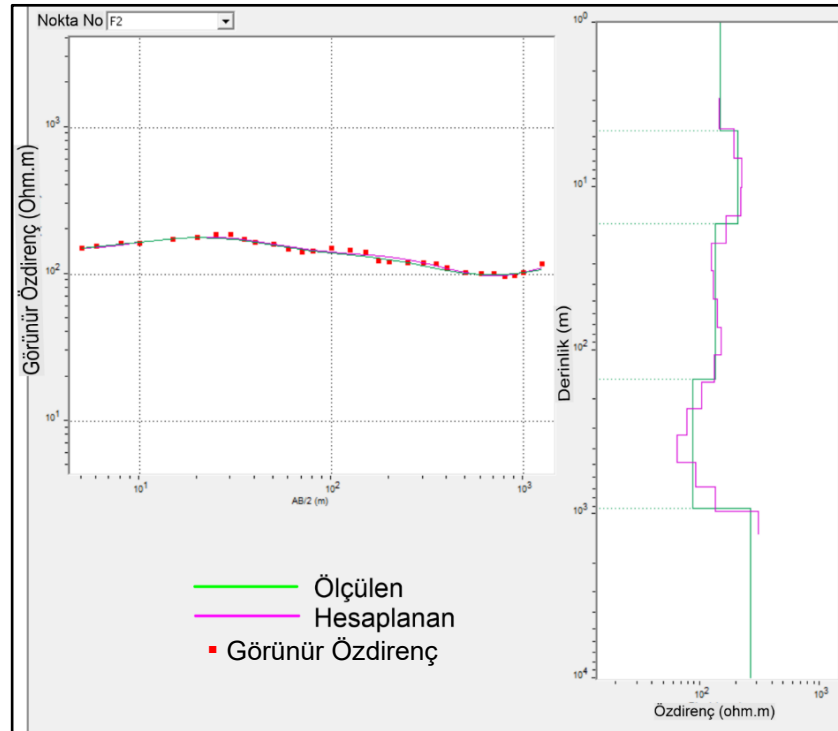 Nokta No F2
Görünür Özdirenç (Ohm.m)
10³
10²
10¹
10¹ 10² 10³
AB/2 (m)
Derinlik (m)
10⁰
10¹
10²
10³
10⁴
10² 10³
Özdirenç (ohm.m)
Ölçülen
Hesaplanan
Görünür Özdirenç